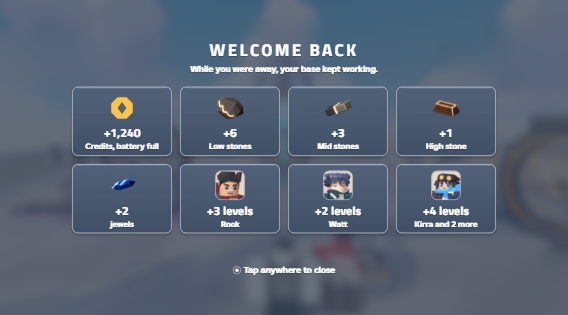 WELCOME BACK
While you were away, your base kept working.
+1,240
Credits, battery full
+6
Low stones
+3
Mid stones
+1
High stone
+2
jewels
+3 levels
Rook
+2 levels
Watt
+4 levels
Kirra and 2 more
Tap anywhere to close